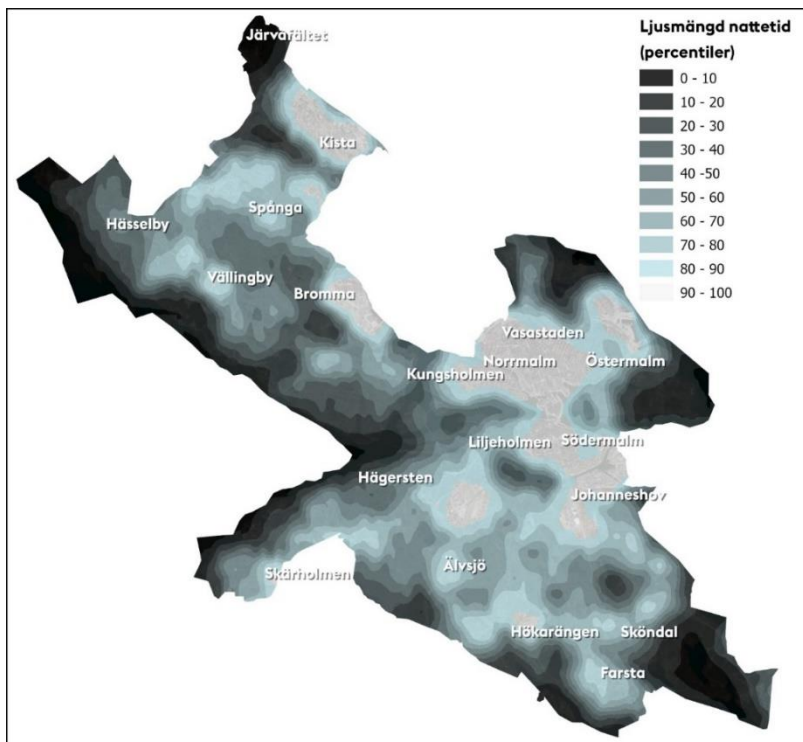 Ljusmängd nattetid
(percentiler)
0 - 10
10 - 20
20 - 30
30 - 40
40 -50
50 - 60
60 - 70
70 - 80
80 - 90
90 - 100
Järvafältet
Kista
Spånga
Hässelby
Vällingby
Bromma
Vasastaden
Norrmalm
Östermalm
Kungsholmen
Liljeholmen
Södermalm
Hägersten
Johanneshov
Skärholmen
Älvsjö
Hökarängen
Sköndal
Farsta